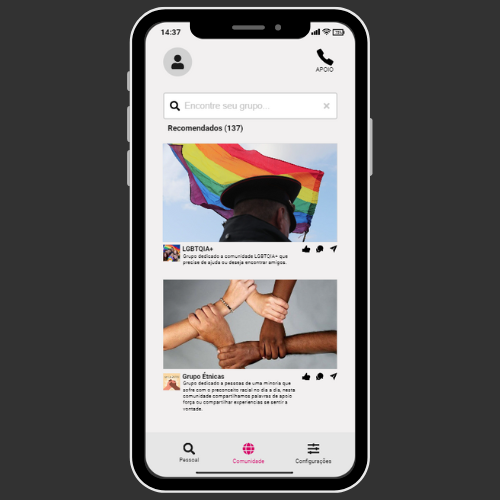 14:37
APOIO
Encontre seu grupo...
Recomendados (137)
LGBTQIA+
Grupo dedicado a comunidade LGBTQIA+ que
precise de ajuda ou deseja encontrar amigos.
Grupo Étnicas
Grupo dedicado a pessoas de uma minoria que
sofre com o preconceito racial no dia a dia, nesta
comunidade compartilhamos palavras de apoio
força ou compartilhar experiencias se sentir a
vontade.
Pessoal
Comunidade
Configurações